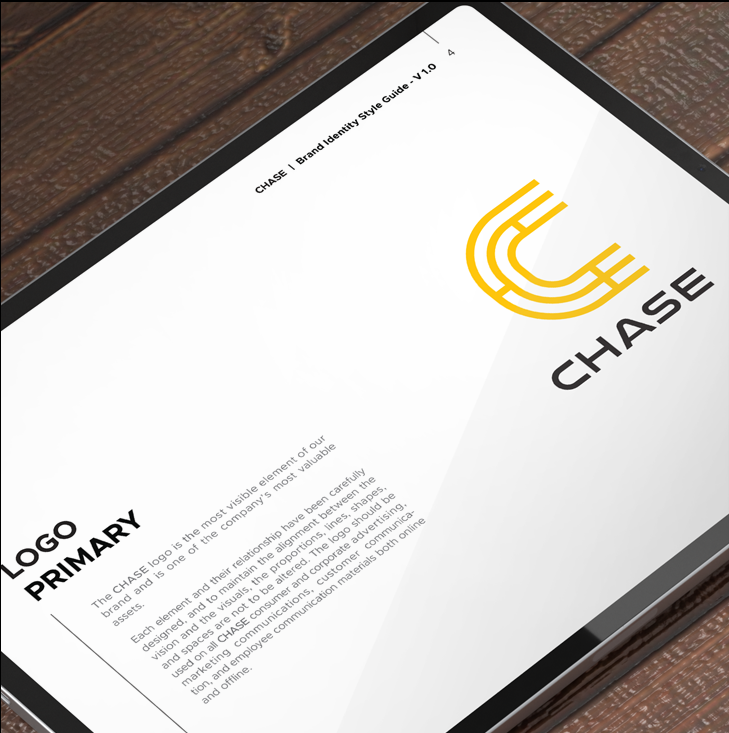 CHASE | Brand Identity Style Guide - V 1.0
4
CHASE
LOGO
PRIMARY
The CHASE logo is the most visible element of our
brand and is one of the company's most valuable
assets.
Each element and their relationship have been carefully
designed, and to maintain the alignment between the
vision and the visuals, the proportions, lines, shapes,
and spaces are not to be altered. The logo should be
used on all CHASE consumer and corporate advertising,
marketing communications, customer communica-
tion, and employee communication materials both online
and offline.